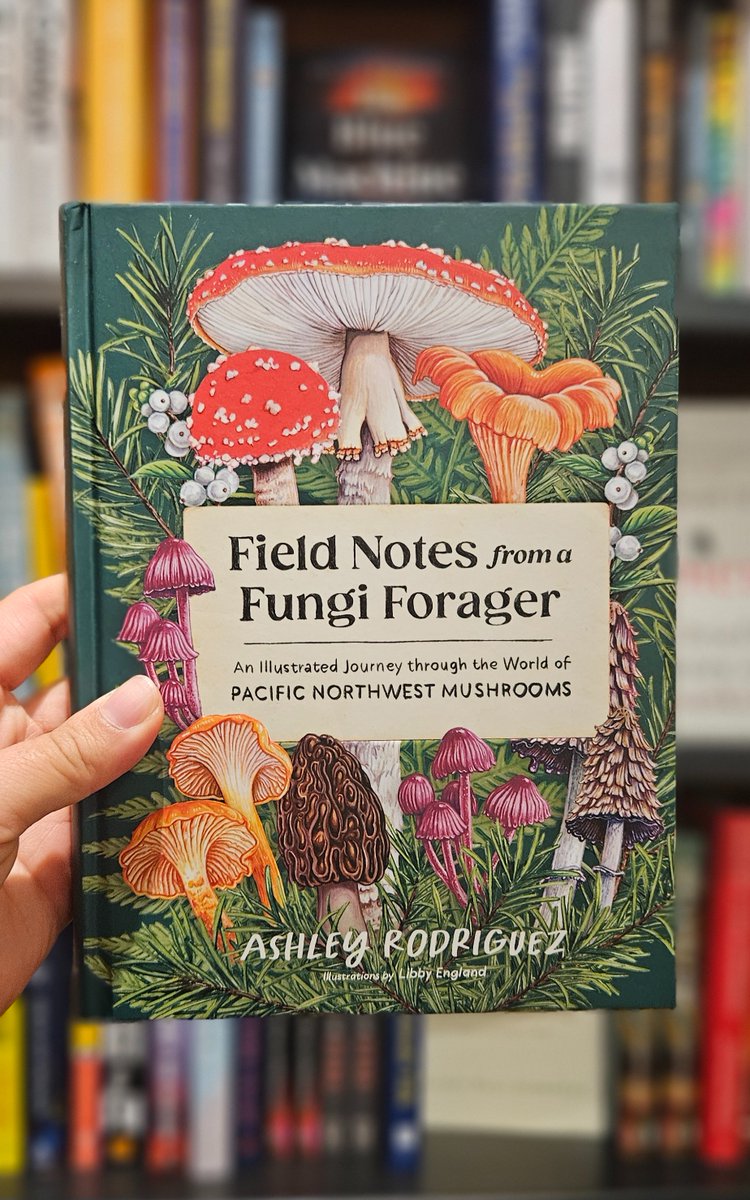 Field Notes from a
Fungi Forager
An Illustrated Journey through the World of
PACIFIC NORTHWEST MUSHROOMS
ASHLEY RODRIGUEZ
Illustrations by Libby England